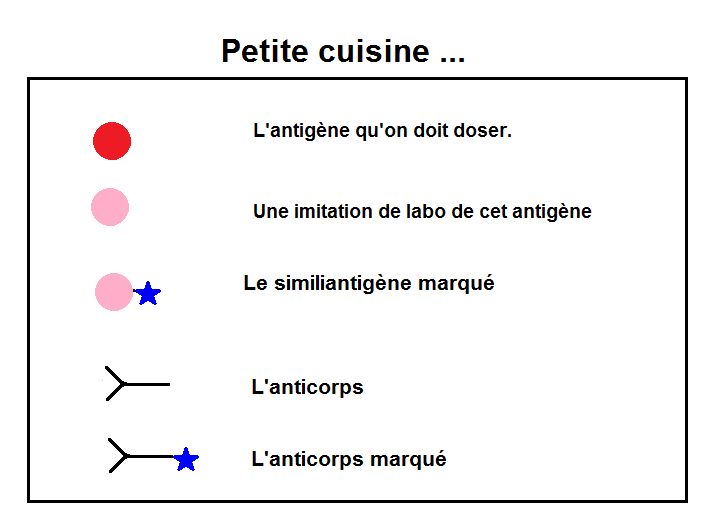 Petite cuisine ...
L'antigène qu'on doit doser.
Une imitation de labo de cet antigène
Le similiantigène marqué
L'anticorps
L'anticorps marqué